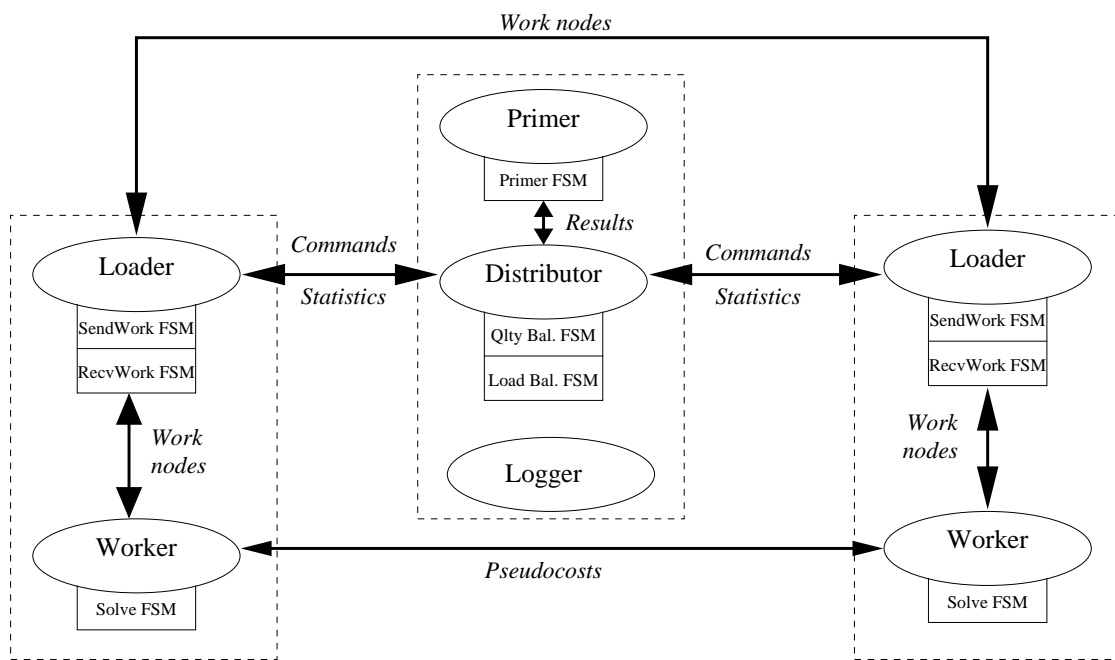 Work nodes
Primer
Primer FSM
Results
Loader
Commands
Statistics
SendWork FSM
RecvWork FSM
Distributor
Qlty Bal. FSM
Load Bal. FSM
Commands
Statistics
Loader
SendWork FSM
RecvWork FSM
Work
nodes
Logger
Work
nodes
Worker
Solve FSM
Pseudocosts
Worker
Solve FSM